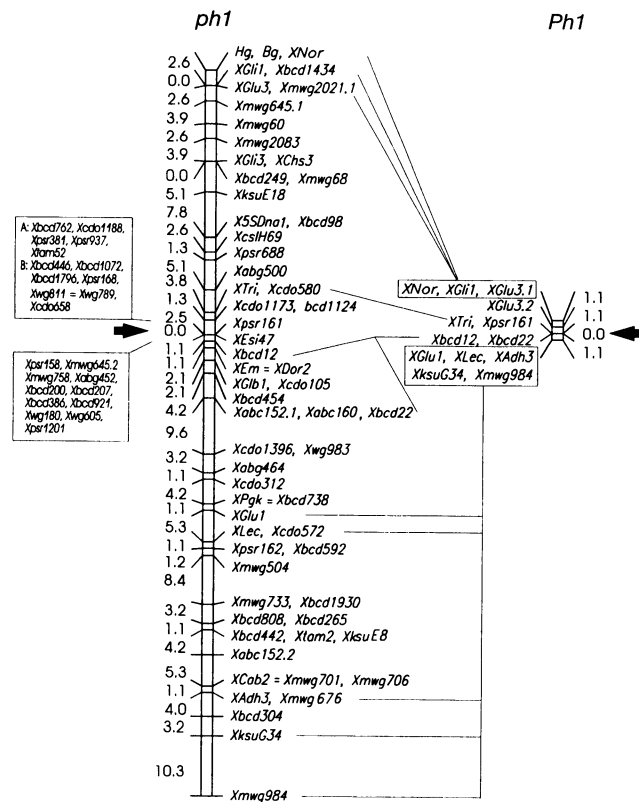 ph1
Ph1
2.6
0.0
2.6
3.9
2.6
3.9
0.0
5.1
7.8
2.6
1.3
5.1
3.8
1.3
2.5
0.0
1.1
1.1
2.1
2.1
4.2
9.6
3.2
1.1
4.2
1.1
5.3
1.1
1.2
8.4
3.2
1.1
4.2
5.3
1.1
4.0
3.2
10.3
Hg, Bg, XNor
XGli1, Xbcd1434
XGlu3, Xmwg2021.1
Xmwg645.1
Xmwg60
Xmwg2083
XGli3, XChs3
Xbcd249, Xmwg68
XksuE18
X5SDna1, Xbcd98
XcslH69
Xpsr688
Xabg500
XTri, Xcdo580
Xcdo1173, bcd1124
Xpsr161
XEsi47
Xbcd12
XEm = XDor2
XGlb1, Xcdo105
Xbcd454
Xabc152.1, Xabc160, Xbcd22
Xcdo1396, Xwg983
Xabg464
Xcdo312
XPgk = Xbcd738
XGlu1
XLec, Xcdo572
Xpsr162, Xbcd592
Xmwg504
Xmwg733, Xbcd1930
Xbcd808, Xbcd265
Xbcd442, Xtam2, XksuE8
Xabc152.2
XCab2 = Xmwg701, Xmwg706
XAdh3, Xmwg676
Xbcd304
XksuG34
Xmwg984
A: Xbcd762, Xcdo1188,
Xpsr381, Xpsr937,
Xtam52
B: Xbcd446, Xbcd1072,
Xbcd1796, Xpsr168,
Xwg811 = Xwg789,
Xcdo658
Xpsr158, Xmwg645.2
Xmwg758, Xabg452,
Xbcd200, Xbcd207,
Xbcd386, Xbcd921,
Xwg180, Xwg605,
Xpsr1201
XNor, XGli1, XGlu3.1
XGlu3.2
XTri, Xpsr161
Xbcd12, Xbcd22
XGlu1, XLec, XAdh3
XksuG34, Xmwg984
1.1
1.1
0.0
1.1